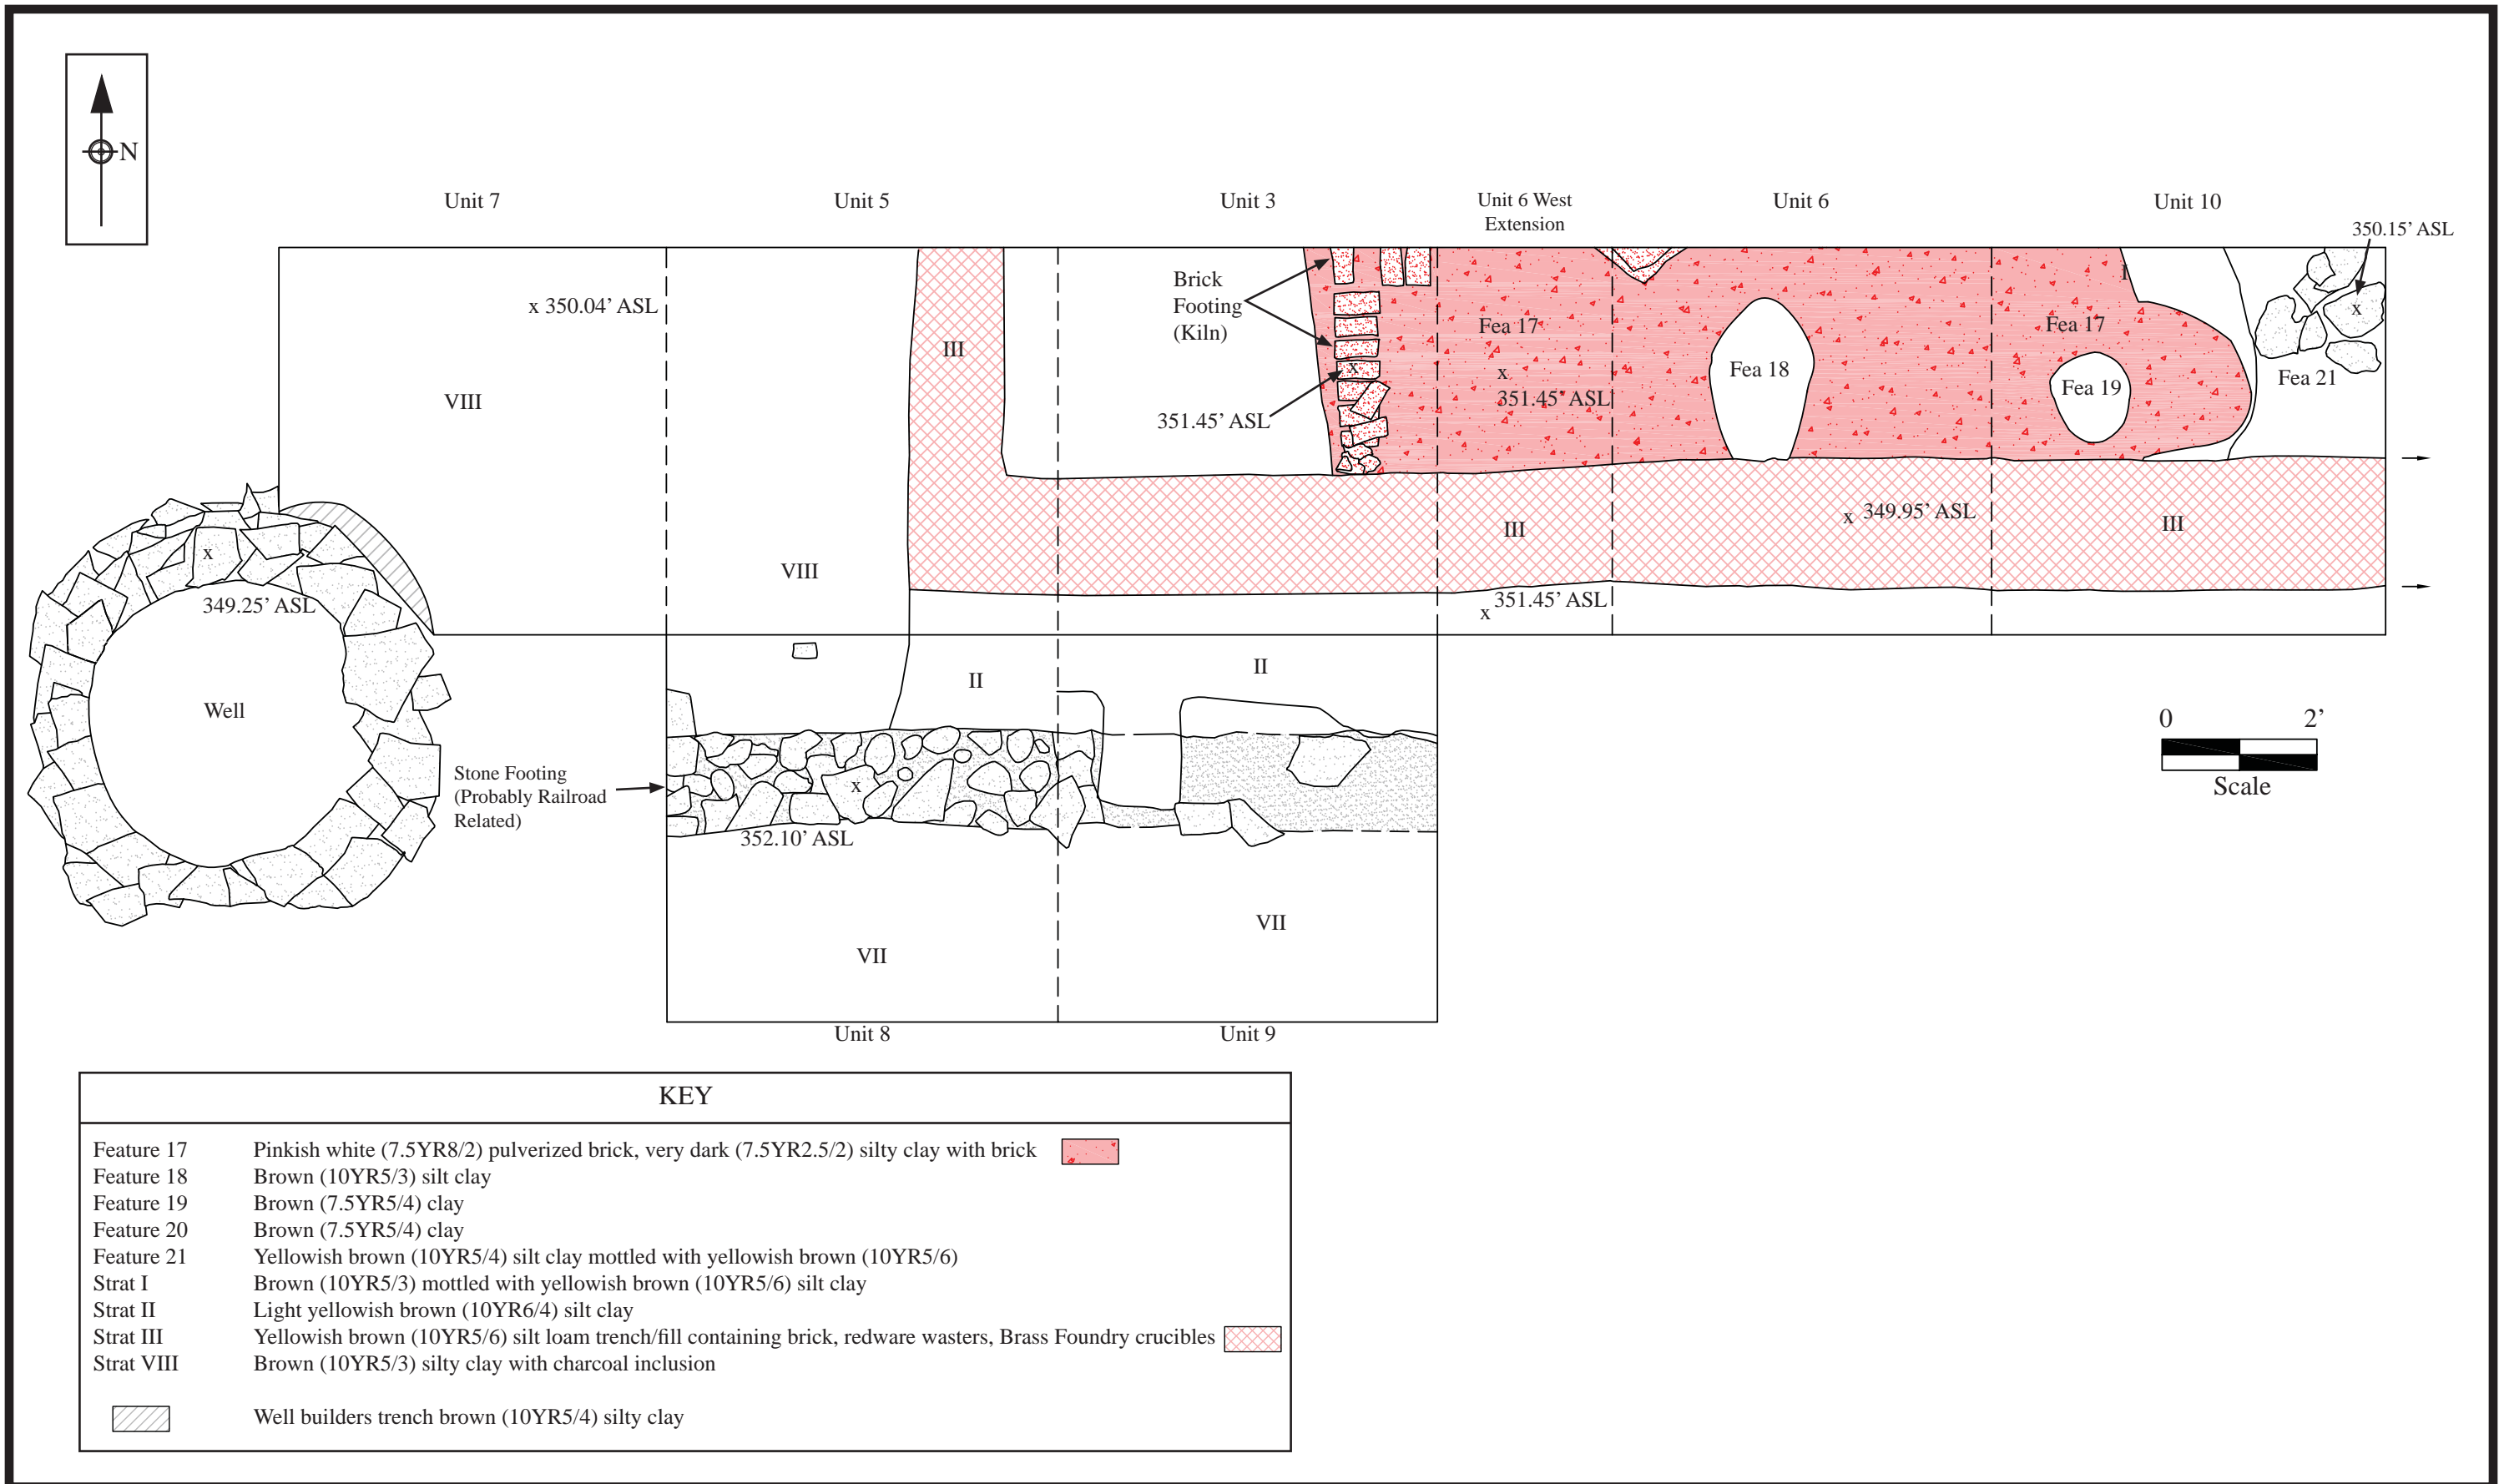 N
Unit 7
Unit 5
Unit 3
Unit 6 West
Extension
Unit 6
Unit 10
350.15’ ASL
x 350.04’ ASL
Brick
Footing
(Kiln)
I
x
III
Fea 17
Fea 17
x
x
351.45’ ASL
Fea 18
Fea 19
Fea 21
VIII
351.45’ ASL
x
III
x 349.95’ ASL
III
VIII
349.25’ ASL
x
351.45’ ASL
II
II
Well
Stone Footing
(Probably Railroad
Related)
x
352.10’ ASL
0 2’
Scale
VII
VII
Unit 8
Unit 9
KEY
Feature 17 Pinkish white (7.5YR8/2) pulverized brick, very dark (7.5YR2.5/2) silty clay with brick
Feature 18 Brown (10YR5/3) silt clay
Feature 19 Brown (7.5YR5/4) clay
Feature 20 Brown (7.5YR5/4) clay
Feature 21 Yellowish brown (10YR5/4) silt clay mottled with yellowish brown (10YR5/6)
Strat I Brown (10YR5/3) mottled with yellowish brown (10YR5/6) silt clay
Strat II Light yellowish brown (10YR6/4) silt clay
Strat III Yellowish brown (10YR5/6) silt loam trench/fill containing brick, redware wasters, Brass Foundry crucibles
Strat VIII Brown (10YR5/3) silty clay with charcoal inclusion
Well builders trench brown (10YR5/4) silty clay